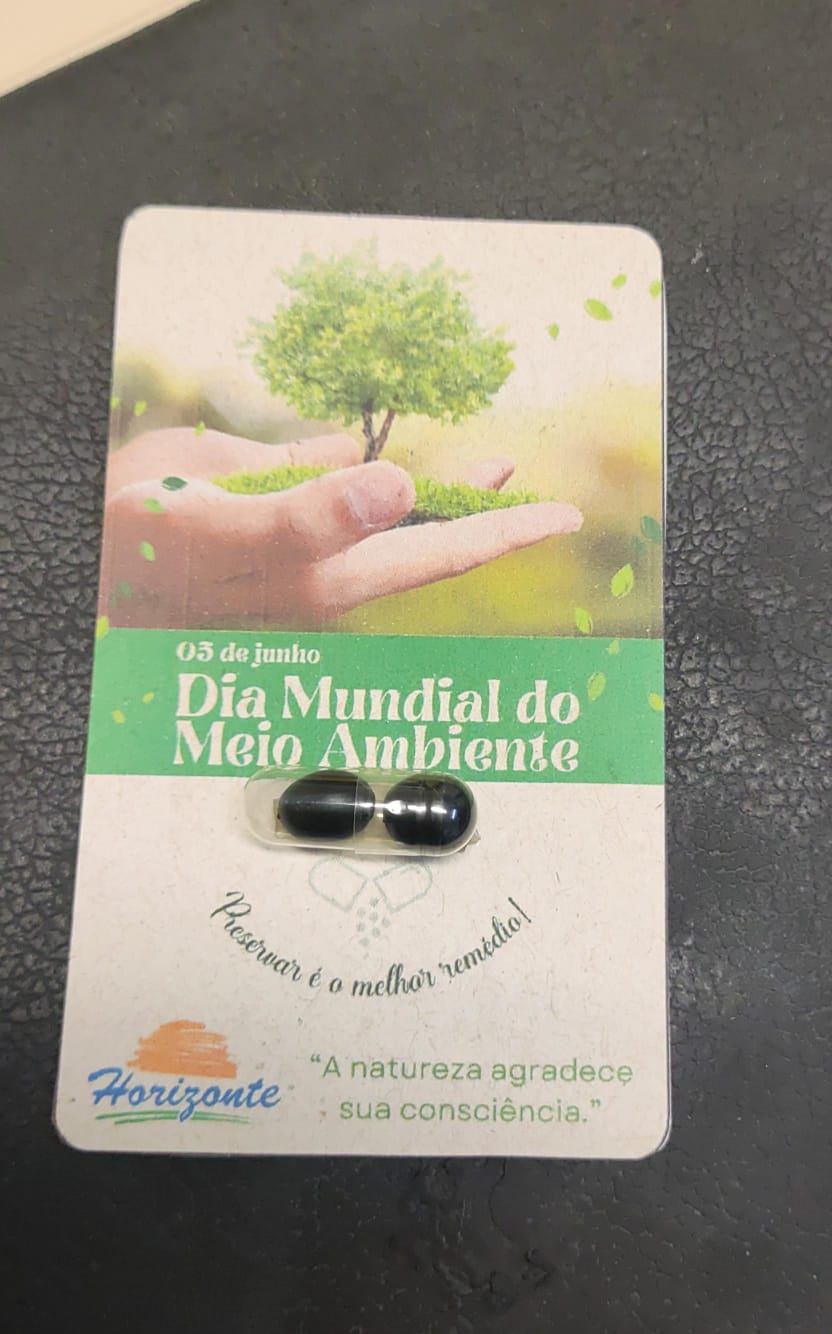 05 de junho
Dia Mundial do
Meio Ambiente
Preservar é o melhor remédio!
Horizonte
"A natureza agradece
sua consciência."